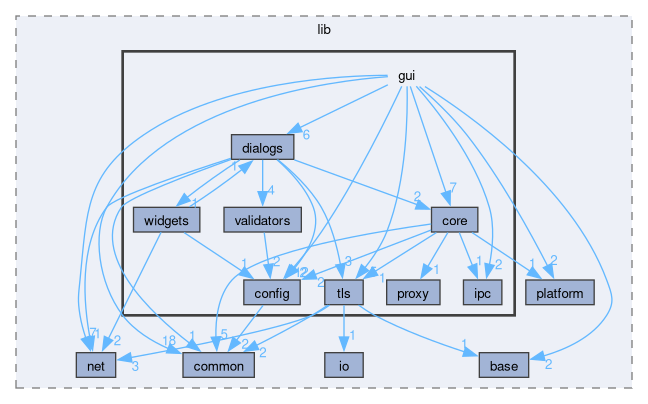 lib
gui
6
dialogs
1
4
2
7
1
widgets
validators
core
1
2
3
1
1
2
1
2
2
config
tls
proxy
ipc
platform
7
1
2
18
1
5
2
2
1
1
3
2
net
common
io
base